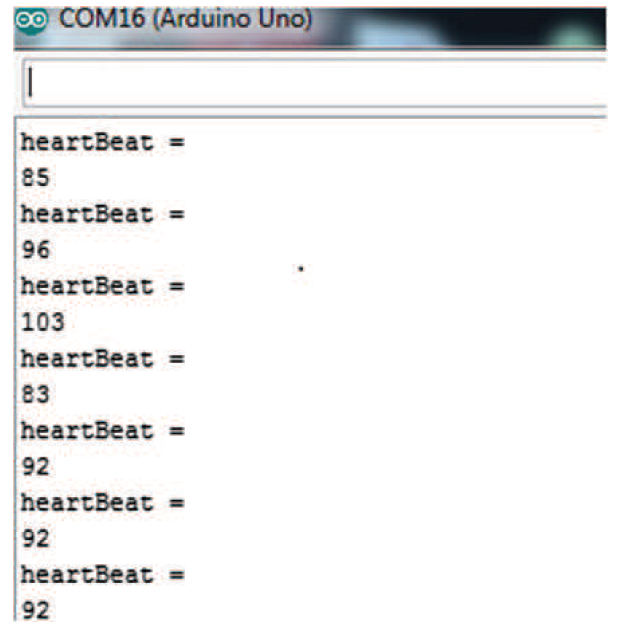 COM16 (Arduino Uno)
heartBeat =
85
heartBeat =
96
heartBeat =
103
heartBeat =
83
heartBeat =
92
heartBeat =
92
heartBeat =
92